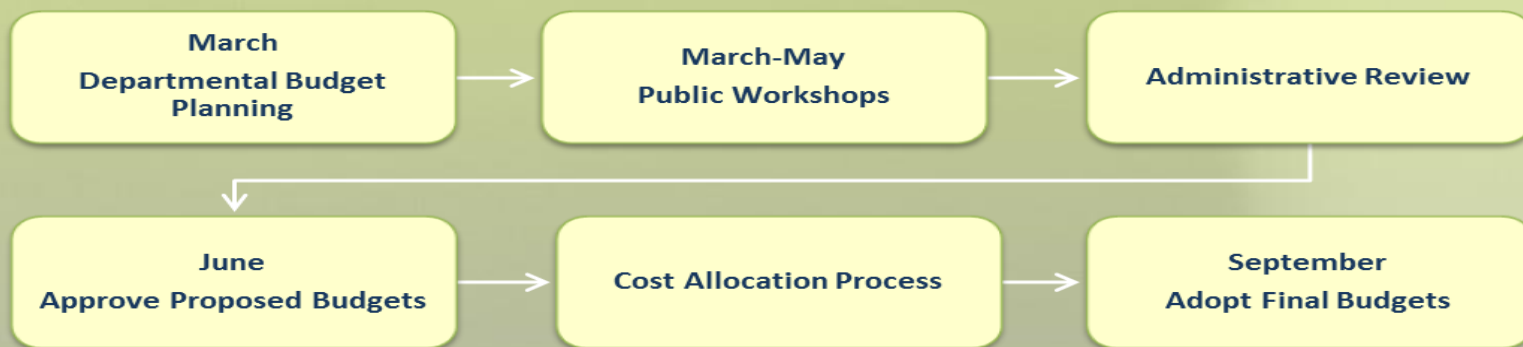 March
Departmental Budget
Planning
March-May
Public Workshops
Administrative Review
June
Approve Proposed Budgets
Cost Allocation Process
September
Adopt Final Budgets